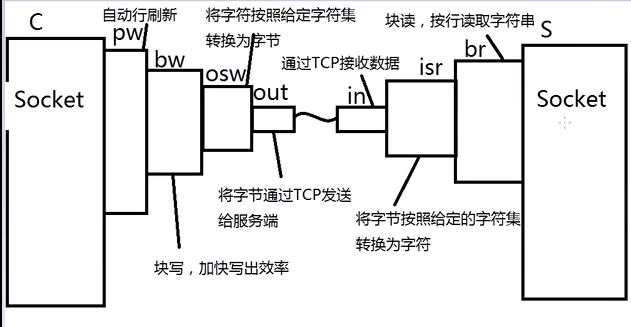 C
自动行刷新
将字符按照给定字符集
转换为字节
块读，按行读取字符串
S
pw
bw
osw
out
通过TCP接收数据
in
isr
br
Socket
Socket
将字节通过TCP发送
给服务端
将字节按照给定的字符集
转换为字符
块写，加快写出效率